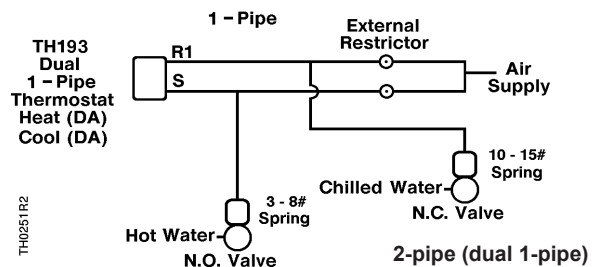 1 – Pipe
TH193
Dual
1 – Pipe
Thermostat
Heat (DA)
Cool (DA)
R1
S
External
Restrictor
Air
Supply
10 - 15#
Spring
Chilled Water
N.C. Valve
3 - 8#
Spring
Hot Water
N.O. Valve
TH0251R2
2-pipe (dual 1-pipe)